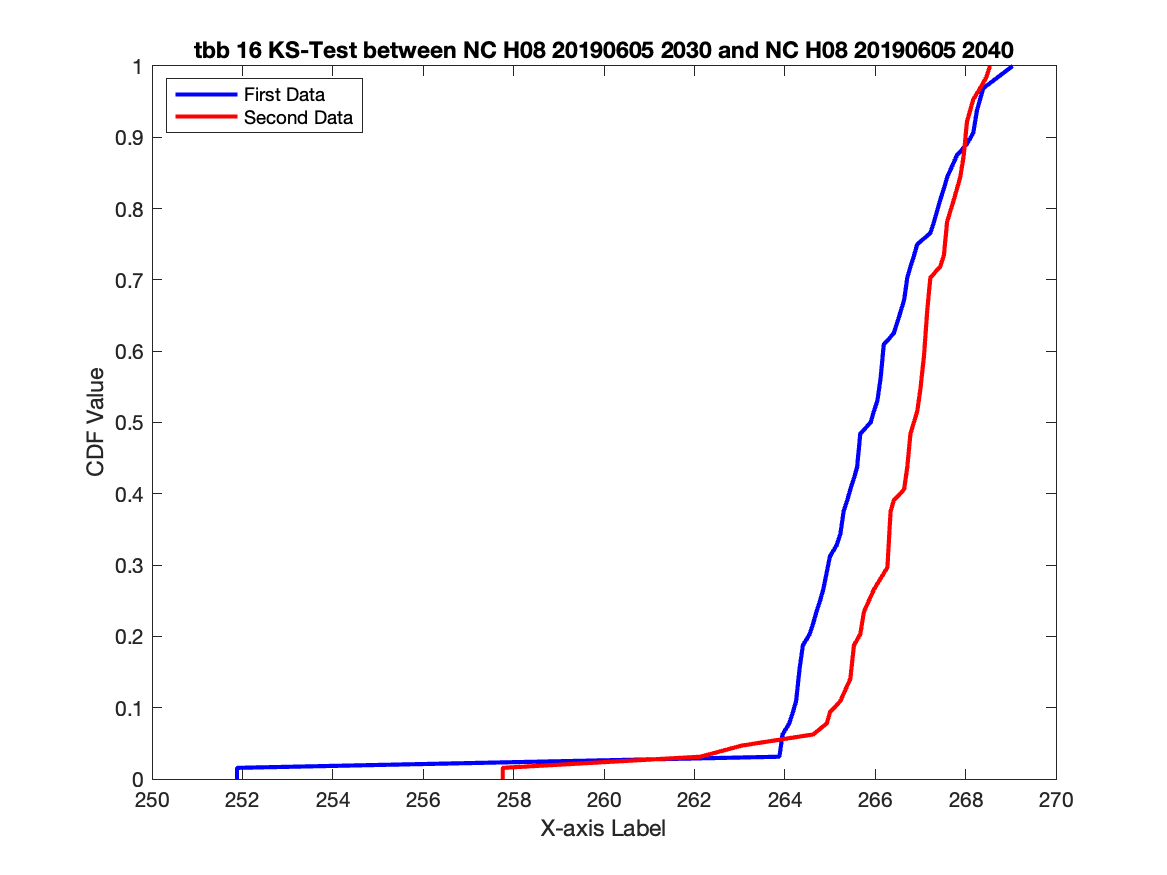 tbb 16 KS-Test between NC H08 20190605 2030 and NC H08 20190605 2040
First Data
Second Data
1
0.9
0.8
0.7
0.6
0.5
0.4
0.3
0.2
0.1
0
CDF Value
250 252 254 256 258 260 262 264 266 268 270
X-axis Label